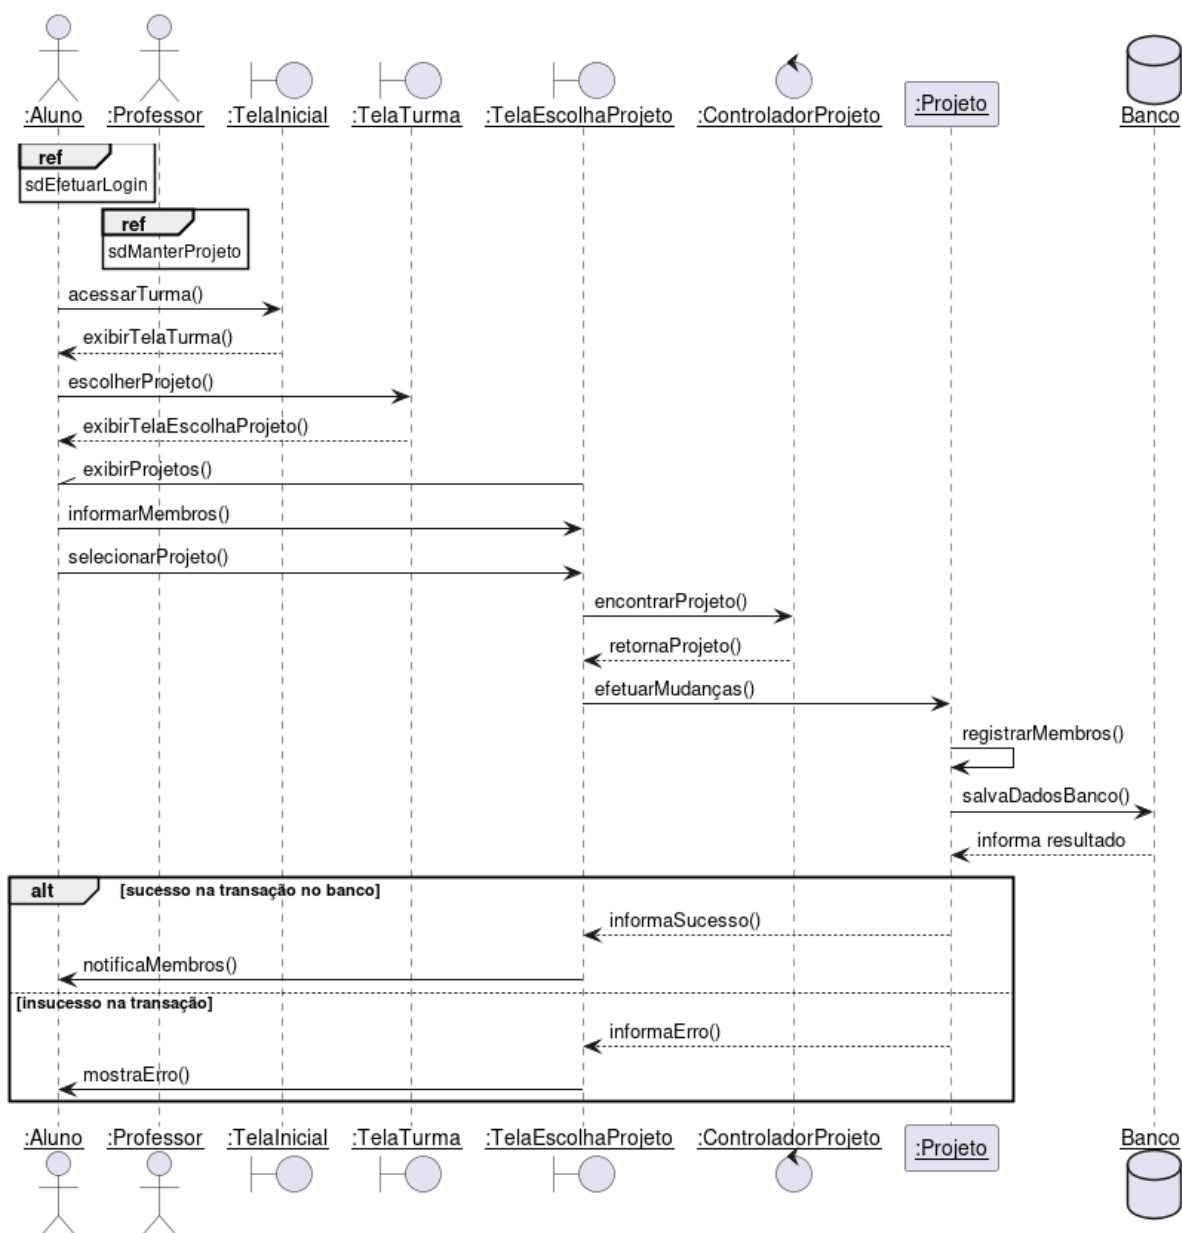 :Aluno :Professor :TelaInicial :TelaTurma :TelaEscolhaProjeto :ControladorProjeto :Projeto Banco
ref
sdEfetuarLogin
ref
sdManterProjeto
acessarTurma()
exibirTelaTurma()
escolherProjeto()
exibirTelaEscolhaProjeto()
exibirProjetos()
informarMembros()
selecionarProjeto()
encontrarProjeto()
retornaProjeto()
efetuarMudanças()
registrarMembros()
salvaDadosBanco()
informa resultado
alt [sucesso na transação no banco]
informaSucesso()
notificaMembros()
[insucesso na transação]
informaErro()
mostraErro()
:Aluno :Professor :TelaInicial :TelaTurma :TelaEscolhaProjeto :ControladorProjeto :Projeto Banco